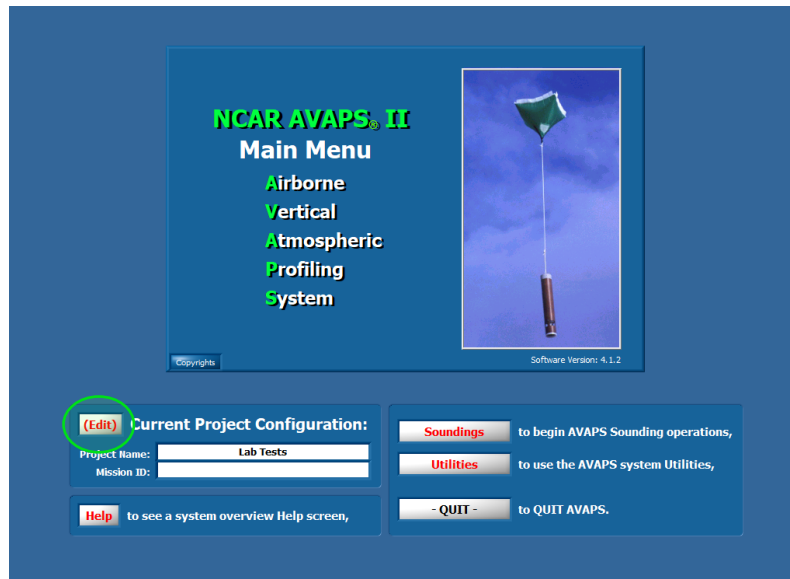 NCAR AVAPS® II
Main Menu
Airborne
Vertical
Atmospheric
Profiling
System
Copyrights
Software Version: 4.1.2
(Edit) Current Project Configuration:
Project Name: Lab Tests
Mission ID:
Help to see a system overview Help screen,
Soundings to begin AVAPS Sounding operations,
Utilities to use the AVAPS system Utilities,
- QUIT - to QUIT AVAPS.